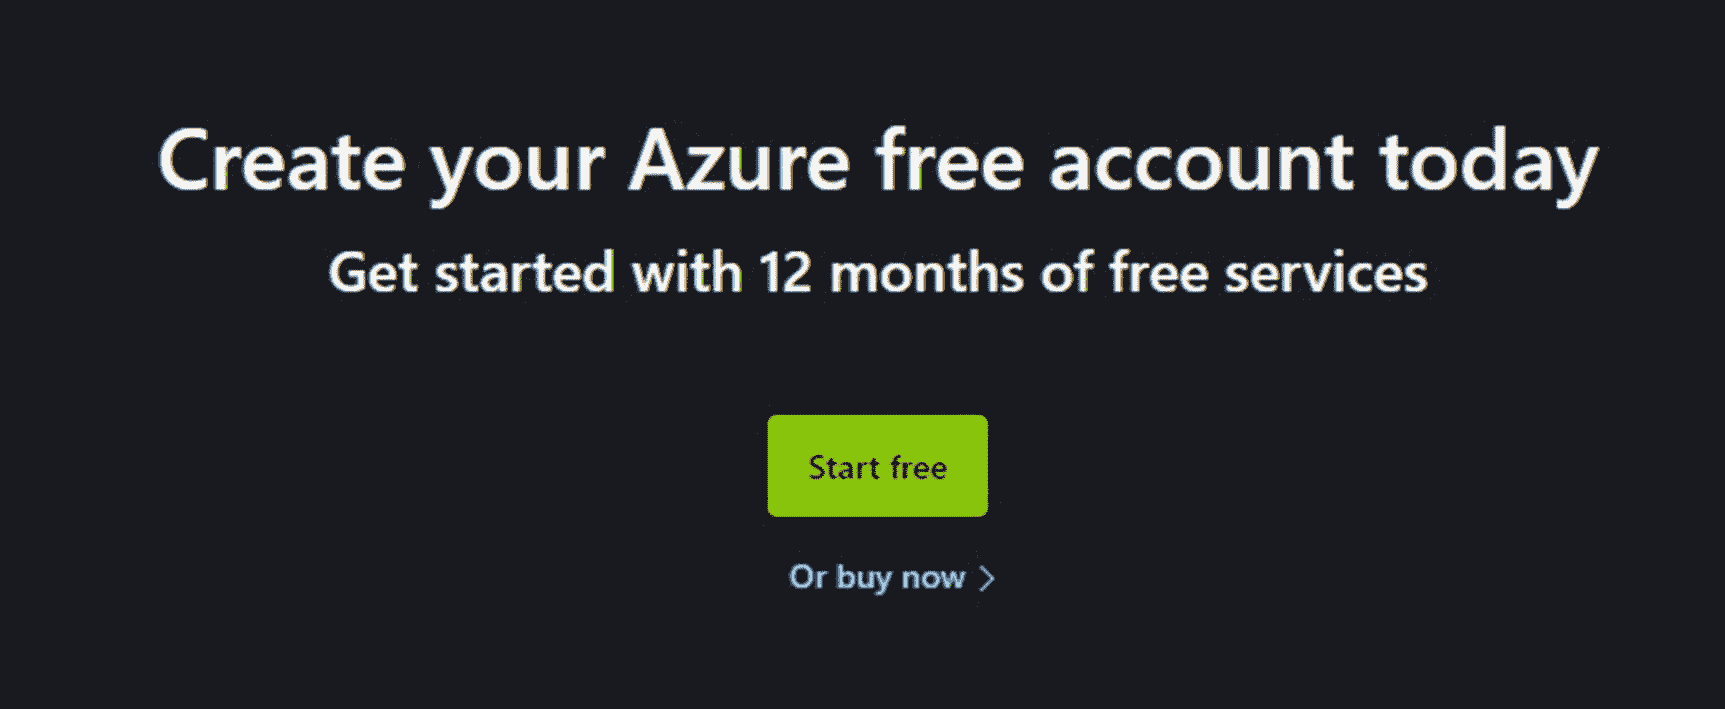 Create your Azure free account today
Get started with 12 months of free services
Start free
Or buy now